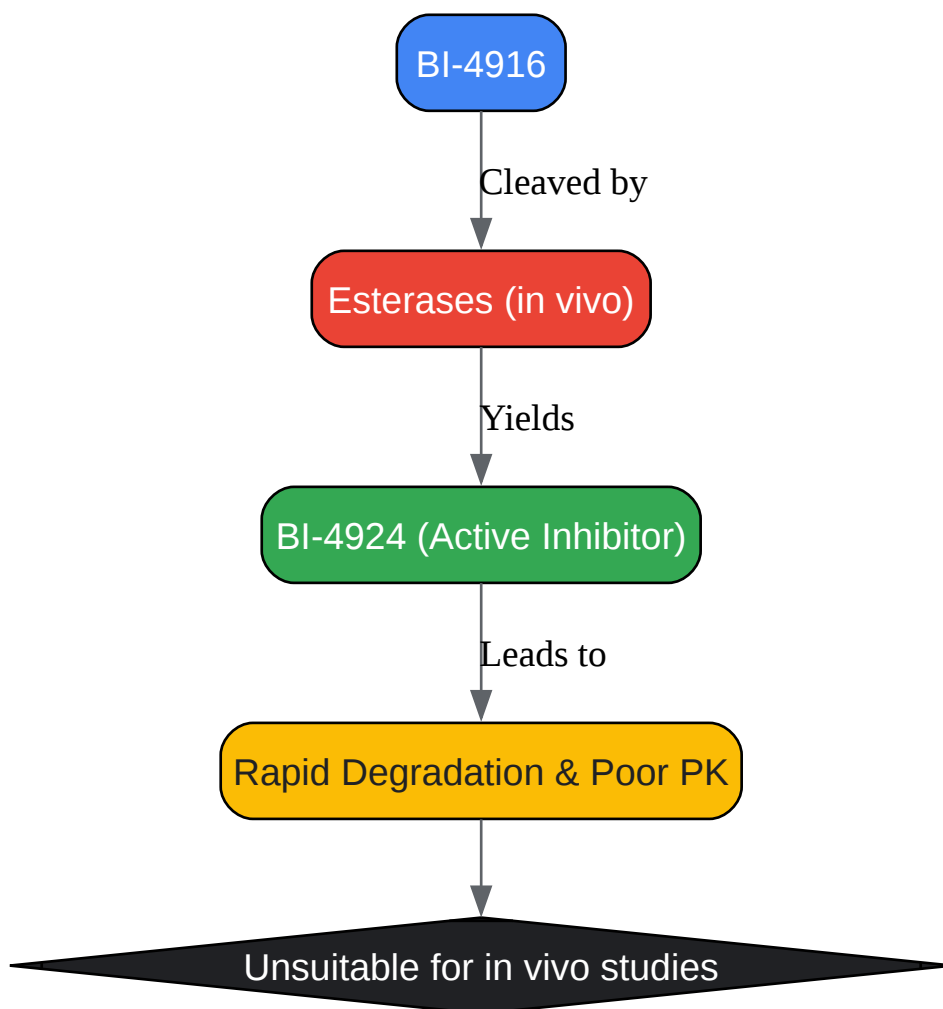 BI-4916
Cleaved by
Esterases (in vivo)
Yields
BI-4924 (Active Inhibitor)
Leads to
Rapid Degradation & Poor PK
Unsuitable for in vivo studies